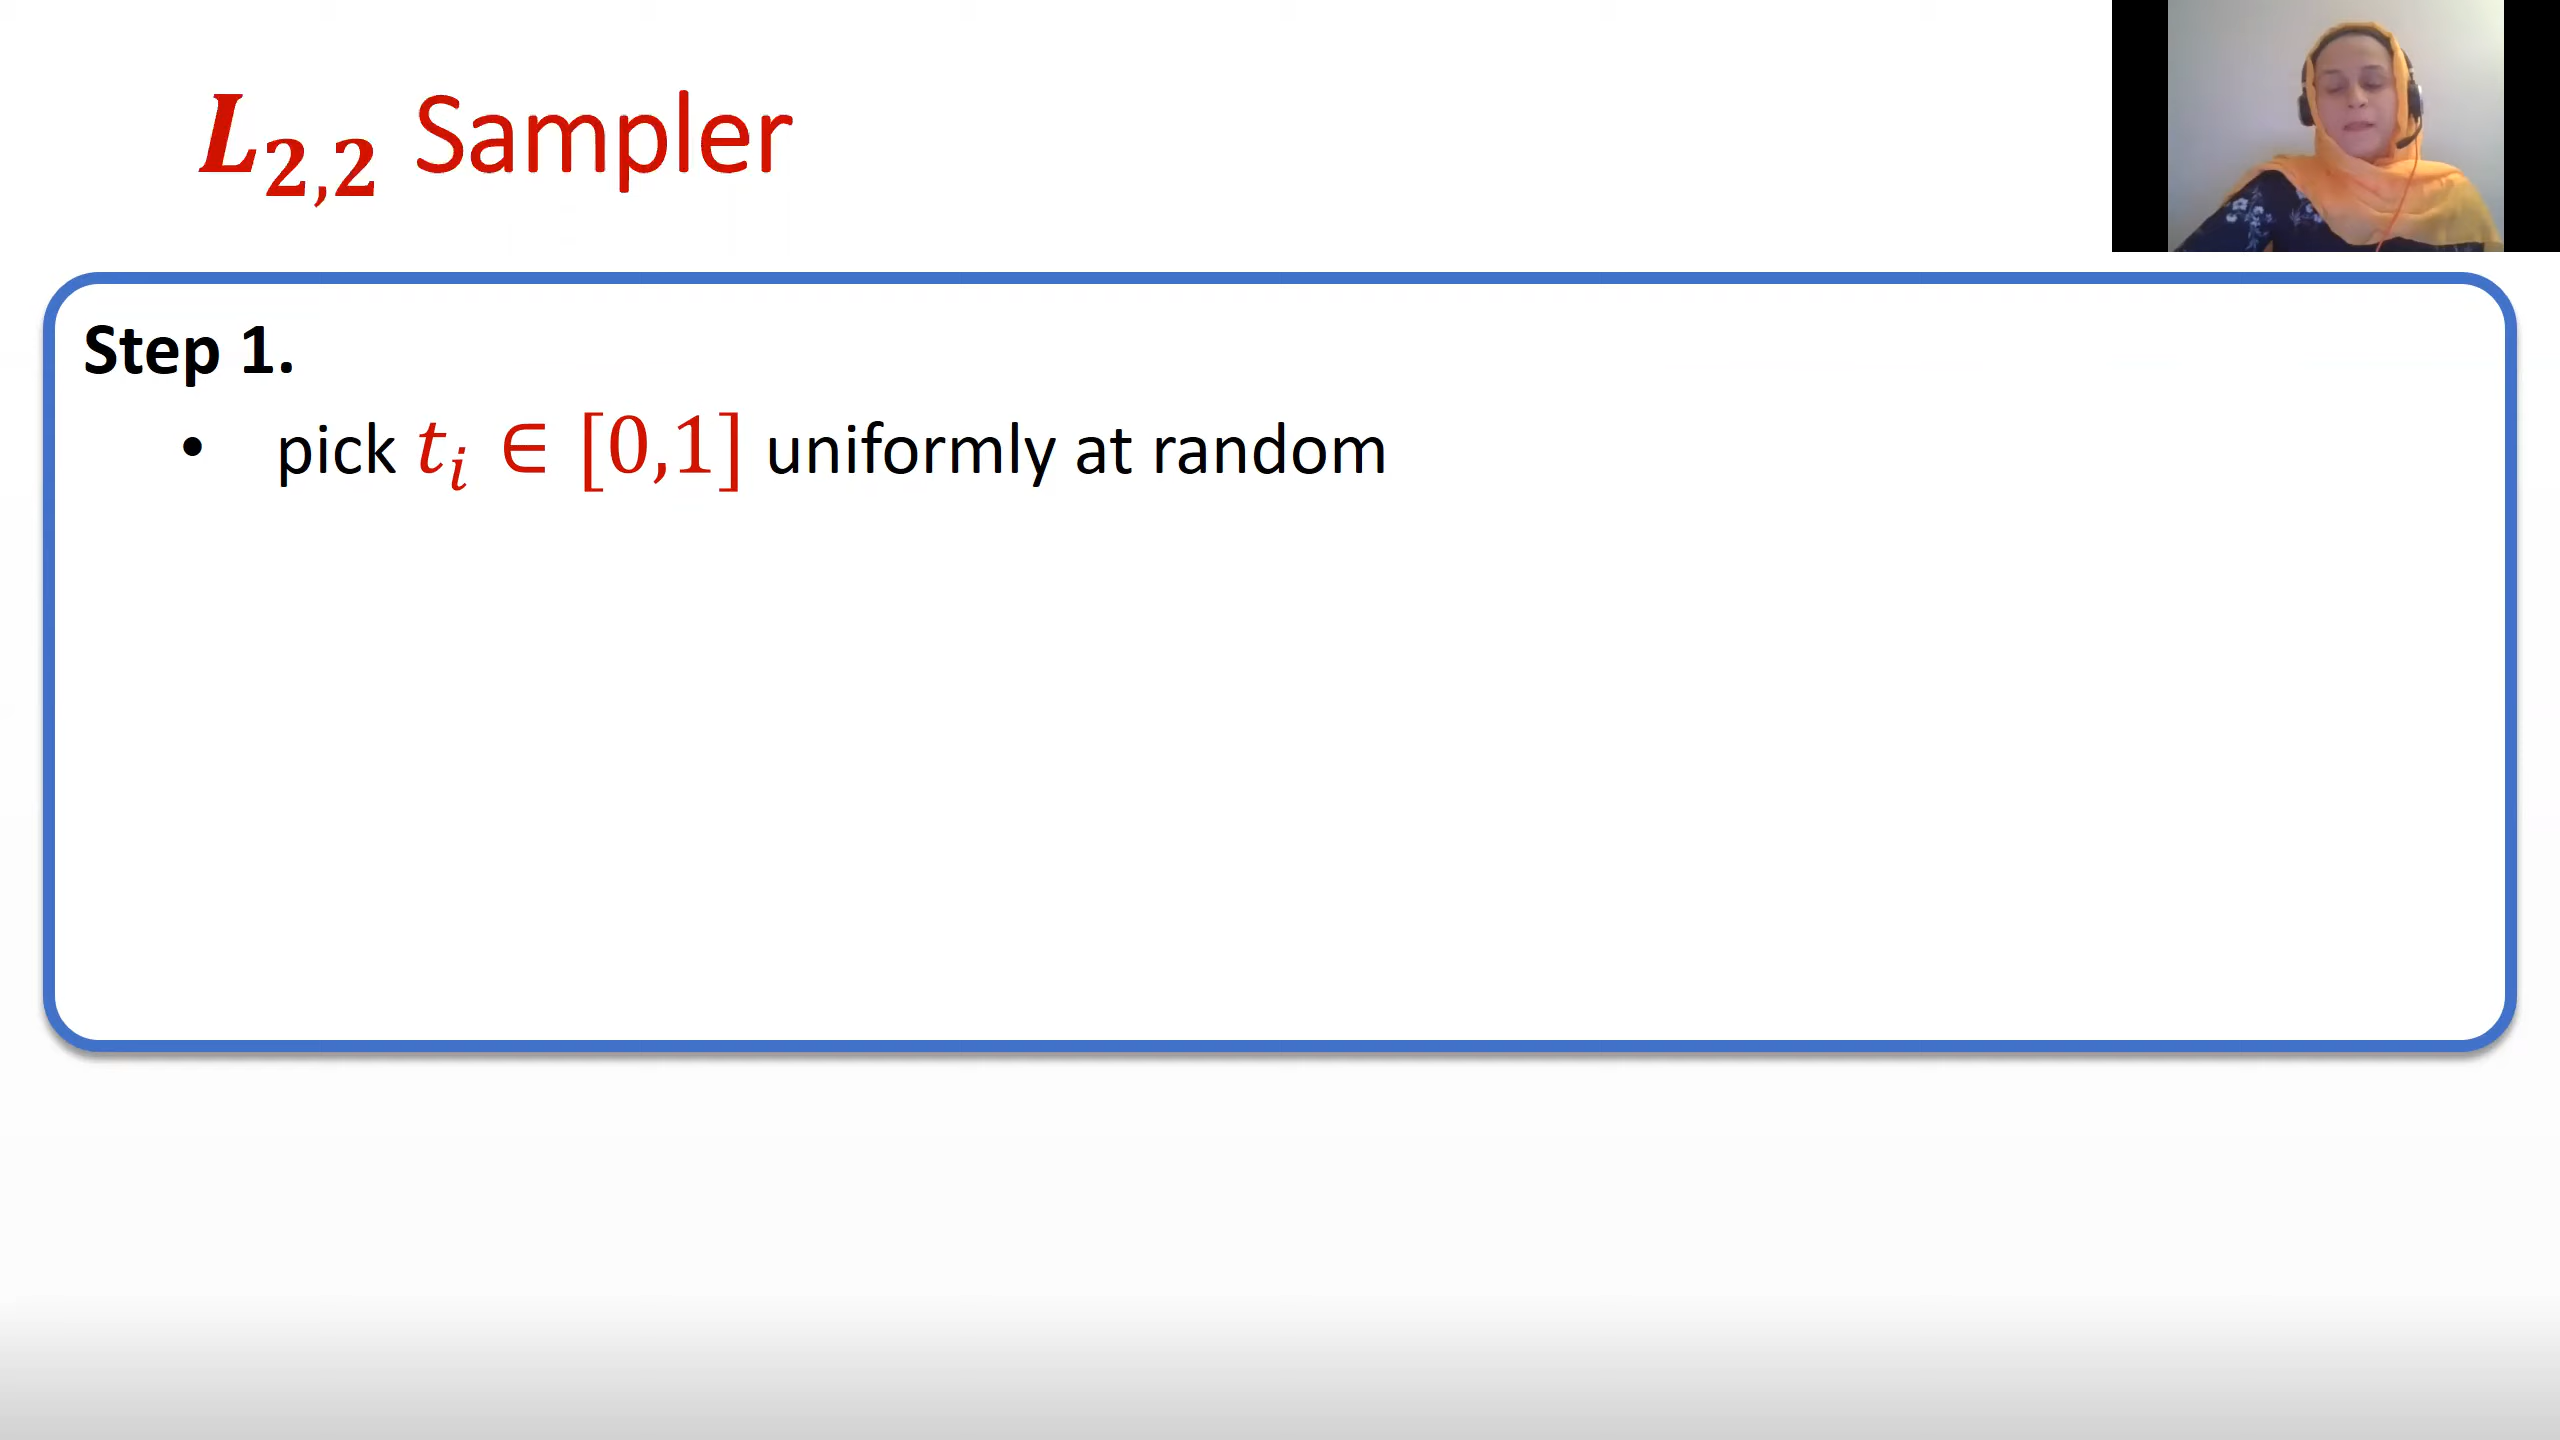 L₂,₂ Sampler
Step 1.
• pick tᵢ ∈ [0,1] uniformly at random